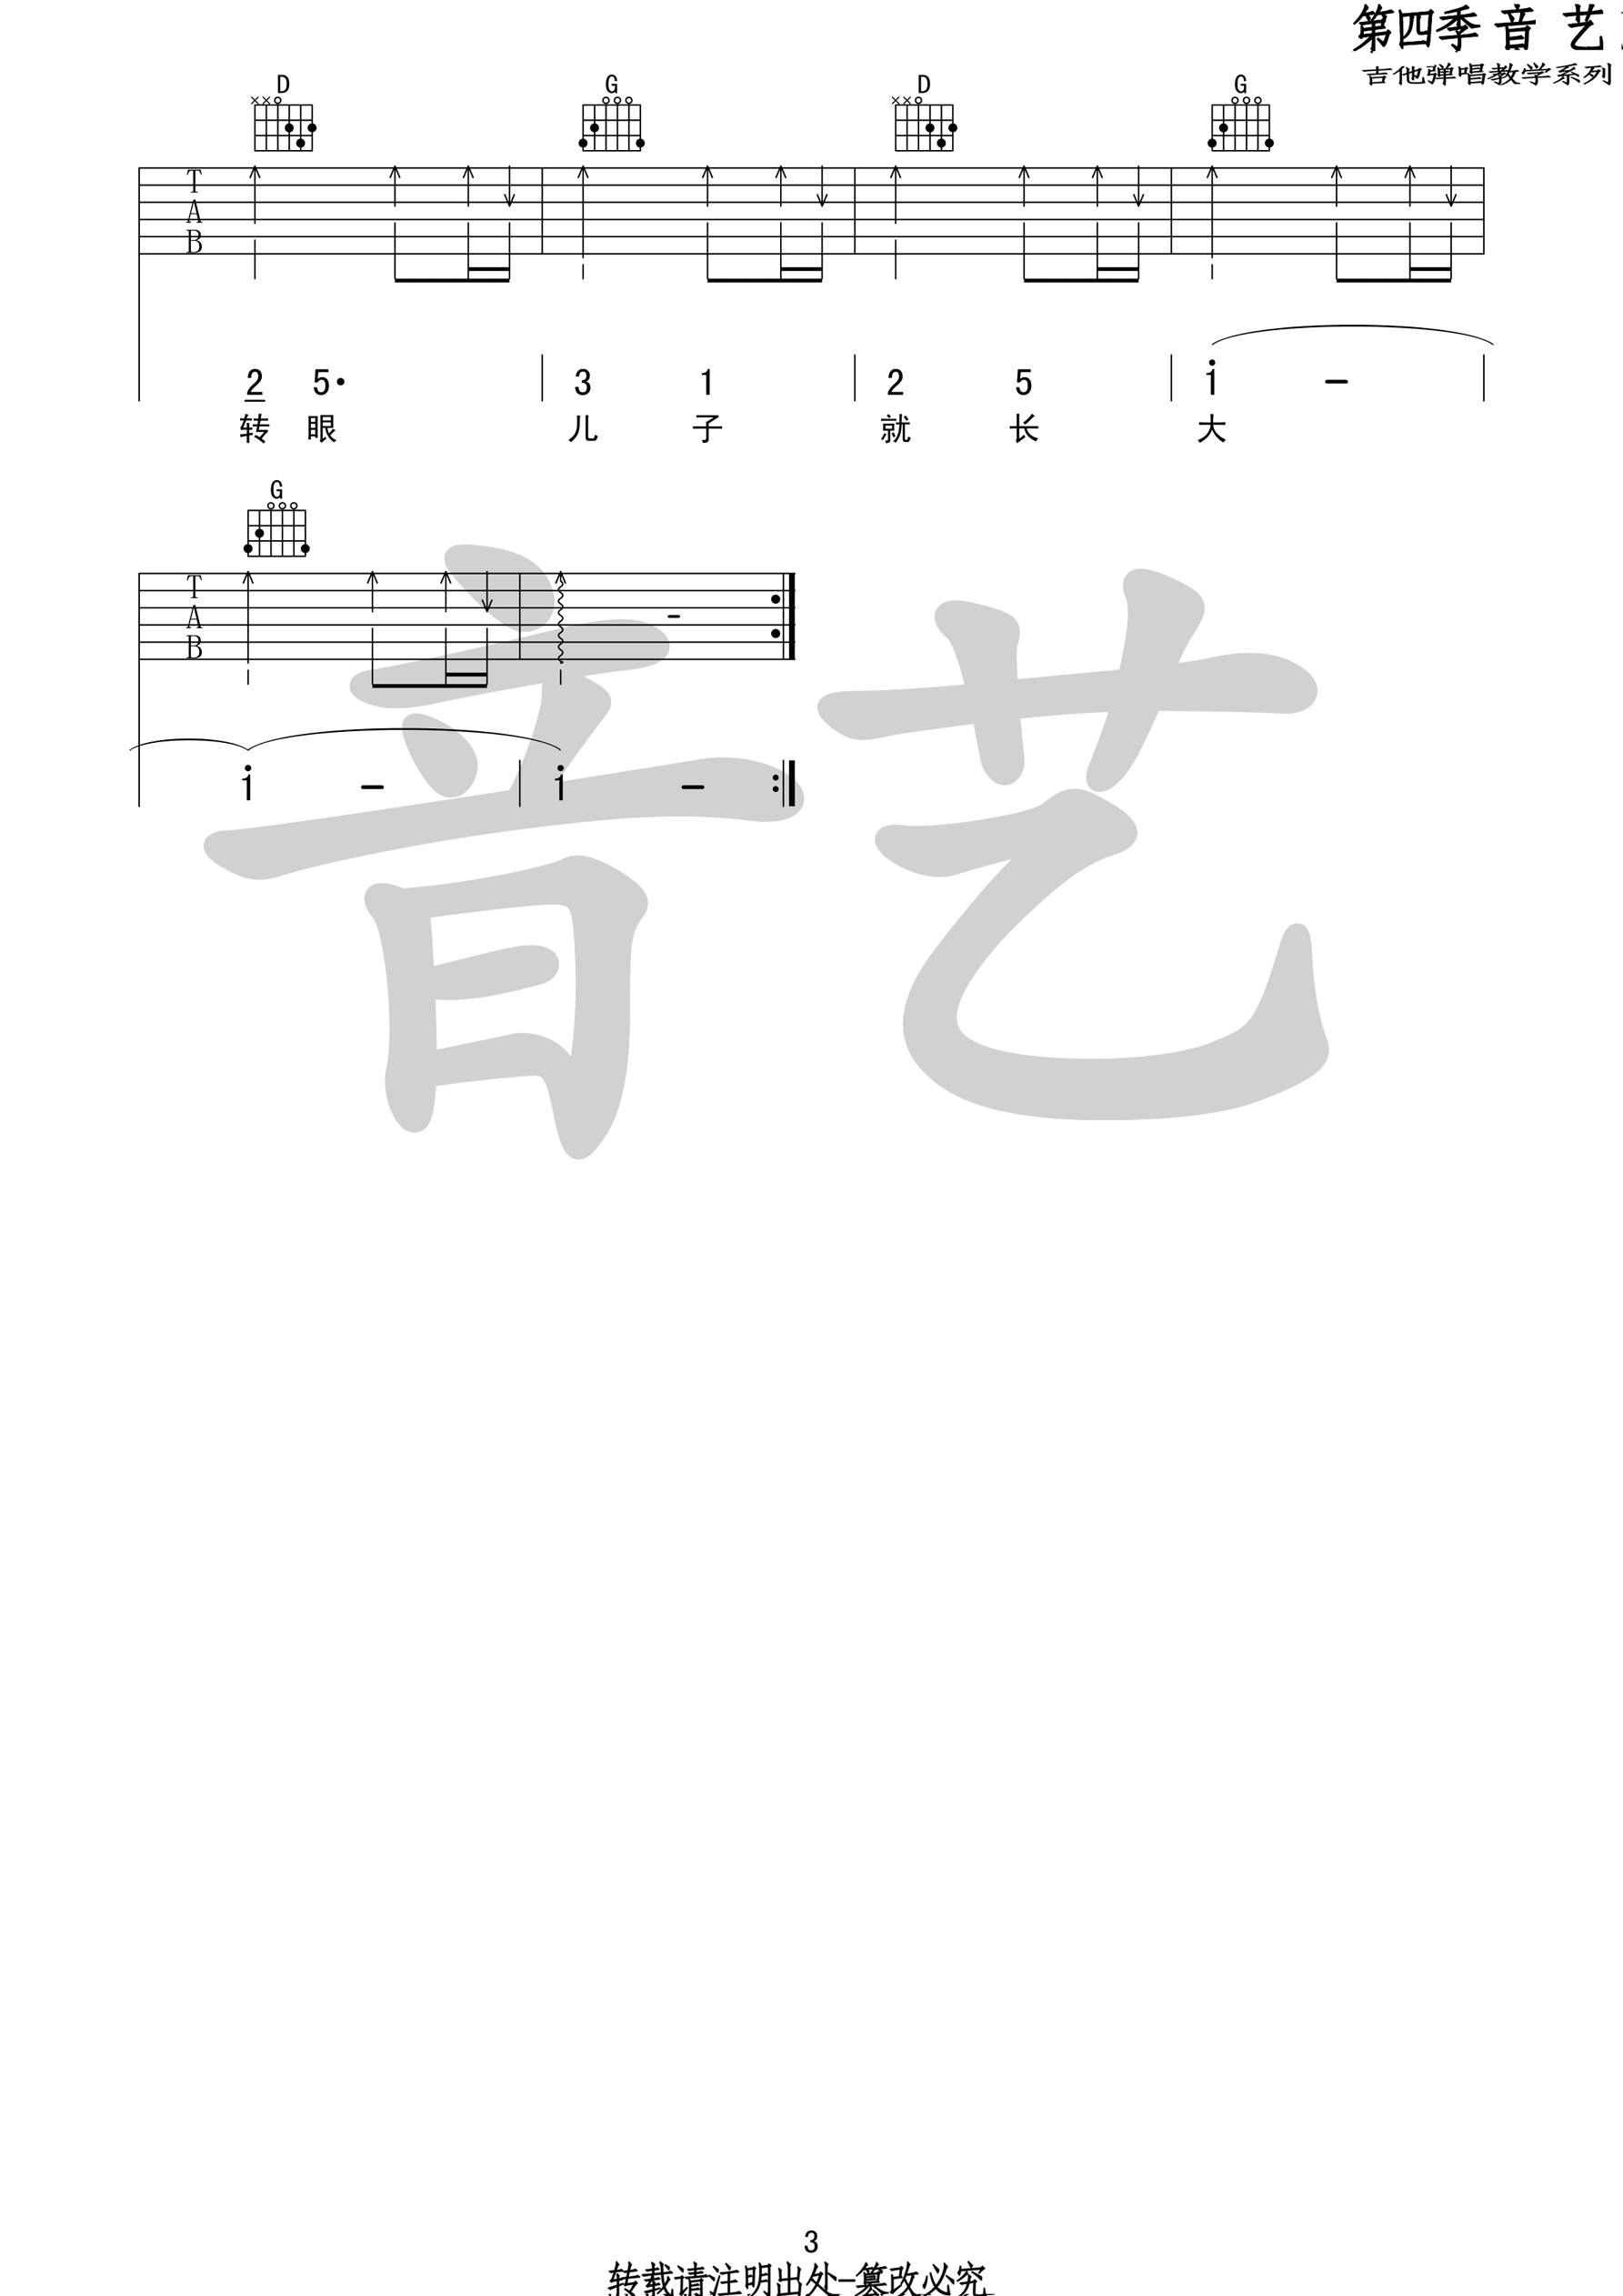 第四季音艺
吉他弹唱教学系列
D G D G
T
A
B
2 5· 3 1 2 5 i -
转 眼 儿 子 就 长 大
G
T
A
B
i - i - :
音艺
3
转载请注明出处-篡改必究